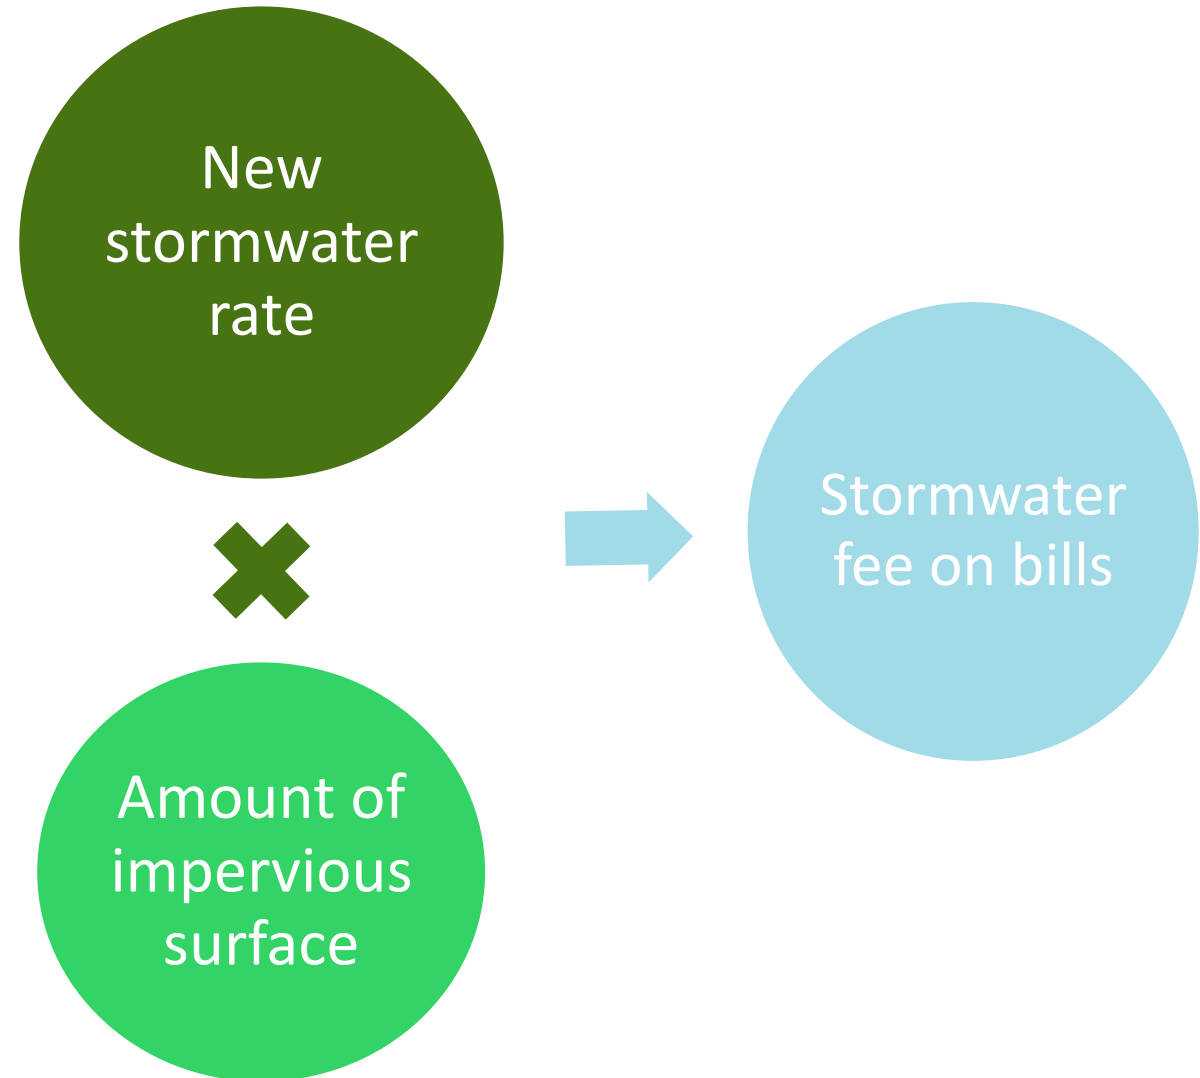 New
stormwater
rate
Amount of
impervious
surface
Stormwater
fee on bills